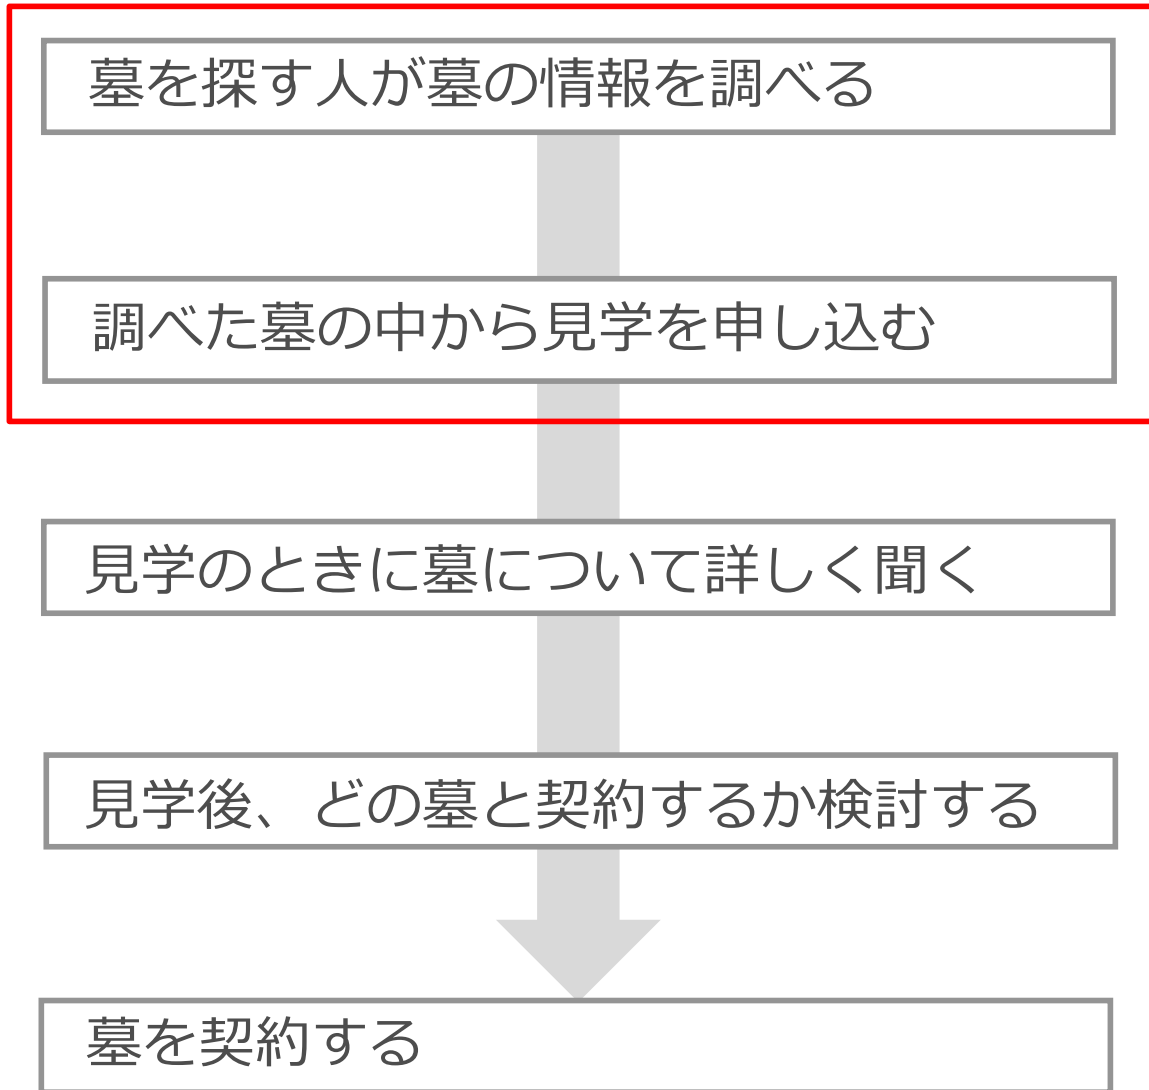 墓を探す人が墓の情報を調べる
調べた墓の中から見学を申し込む
見学のときに墓について詳しく聞く
見学後、どの墓と契約するか検討する
墓を契約する